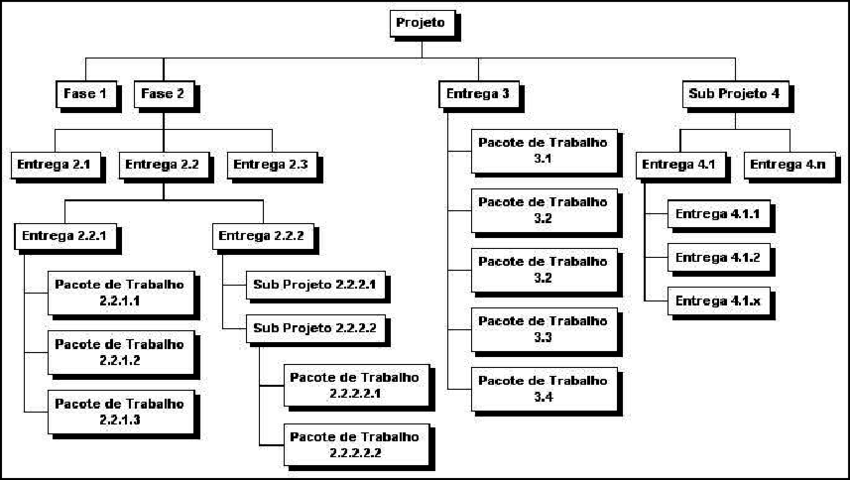 Projeto
Fase 1
Fase 2
Entrega 3
Sub Projeto 4
Entrega 2.1
Entrega 2.2
Entrega 2.3
Entrega 2.2.1
Pacote de Trabalho
2.2.1.1
Pacote de Trabalho
2.2.1.2
Pacote de Trabalho
2.2.1.3
Entrega 2.2.2
Sub Projeto 2.2.2.1
Sub Projeto 2.2.2.2
Pacote de Trabalho
2.2.2.2.1
Pacote de Trabalho
2.2.2.2.2
Pacote de Trabalho
3.1
Pacote de Trabalho
3.2
Pacote de Trabalho
3.2
Pacote de Trabalho
3.3
Pacote de Trabalho
3.4
Entrega 4.1
Entrega 4.n
Entrega 4.1.1
Entrega 4.1.2
Entrega 4.1.x